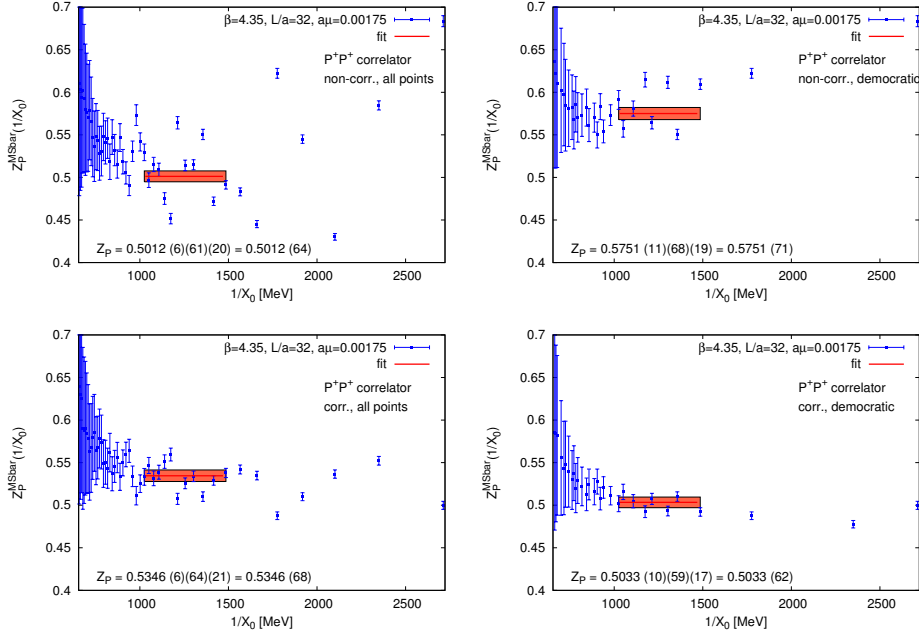 0.7
0.65
0.6
0.55
0.5
0.45
0.4
1000
1500
2000
2500
Z_P^MSbar(1/X_0)
1/X_0 [MeV]
β=4.35, L/a=32, aμ=0.00175
fit
P⁺P⁺ correlator
non-corr., all points
Z_P = 0.5012 (6)(61)(20) = 0.5012 (64)
0.7
0.65
0.6
0.55
0.5
0.45
0.4
1000
1500
2000
2500
Z_P^MSbar(1/X_0)
1/X_0 [MeV]
β=4.35, L/a=32, aμ=0.00175
fit
P⁺P⁺ correlator
non-corr., democratic
Z_P = 0.5751 (11)(68)(19) = 0.5751 (71)
0.7
0.65
0.6
0.55
0.5
0.45
0.4
1000
1500
2000
2500
Z_P^MSbar(1/X_0)
1/X_0 [MeV]
β=4.35, L/a=32, aμ=0.00175
fit
P⁺P⁺ correlator
corr., all points
Z_P = 0.5346 (6)(64)(21) = 0.5346 (68)
0.7
0.65
0.6
0.55
0.5
0.45
0.4
1000
1500
2000
2500
Z_P^MSbar(1/X_0)
1/X_0 [MeV]
β=4.35, L/a=32, aμ=0.00175
fit
P⁺P⁺ correlator
corr., democratic
Z_P = 0.5033 (10)(59)(17) = 0.5033 (62)